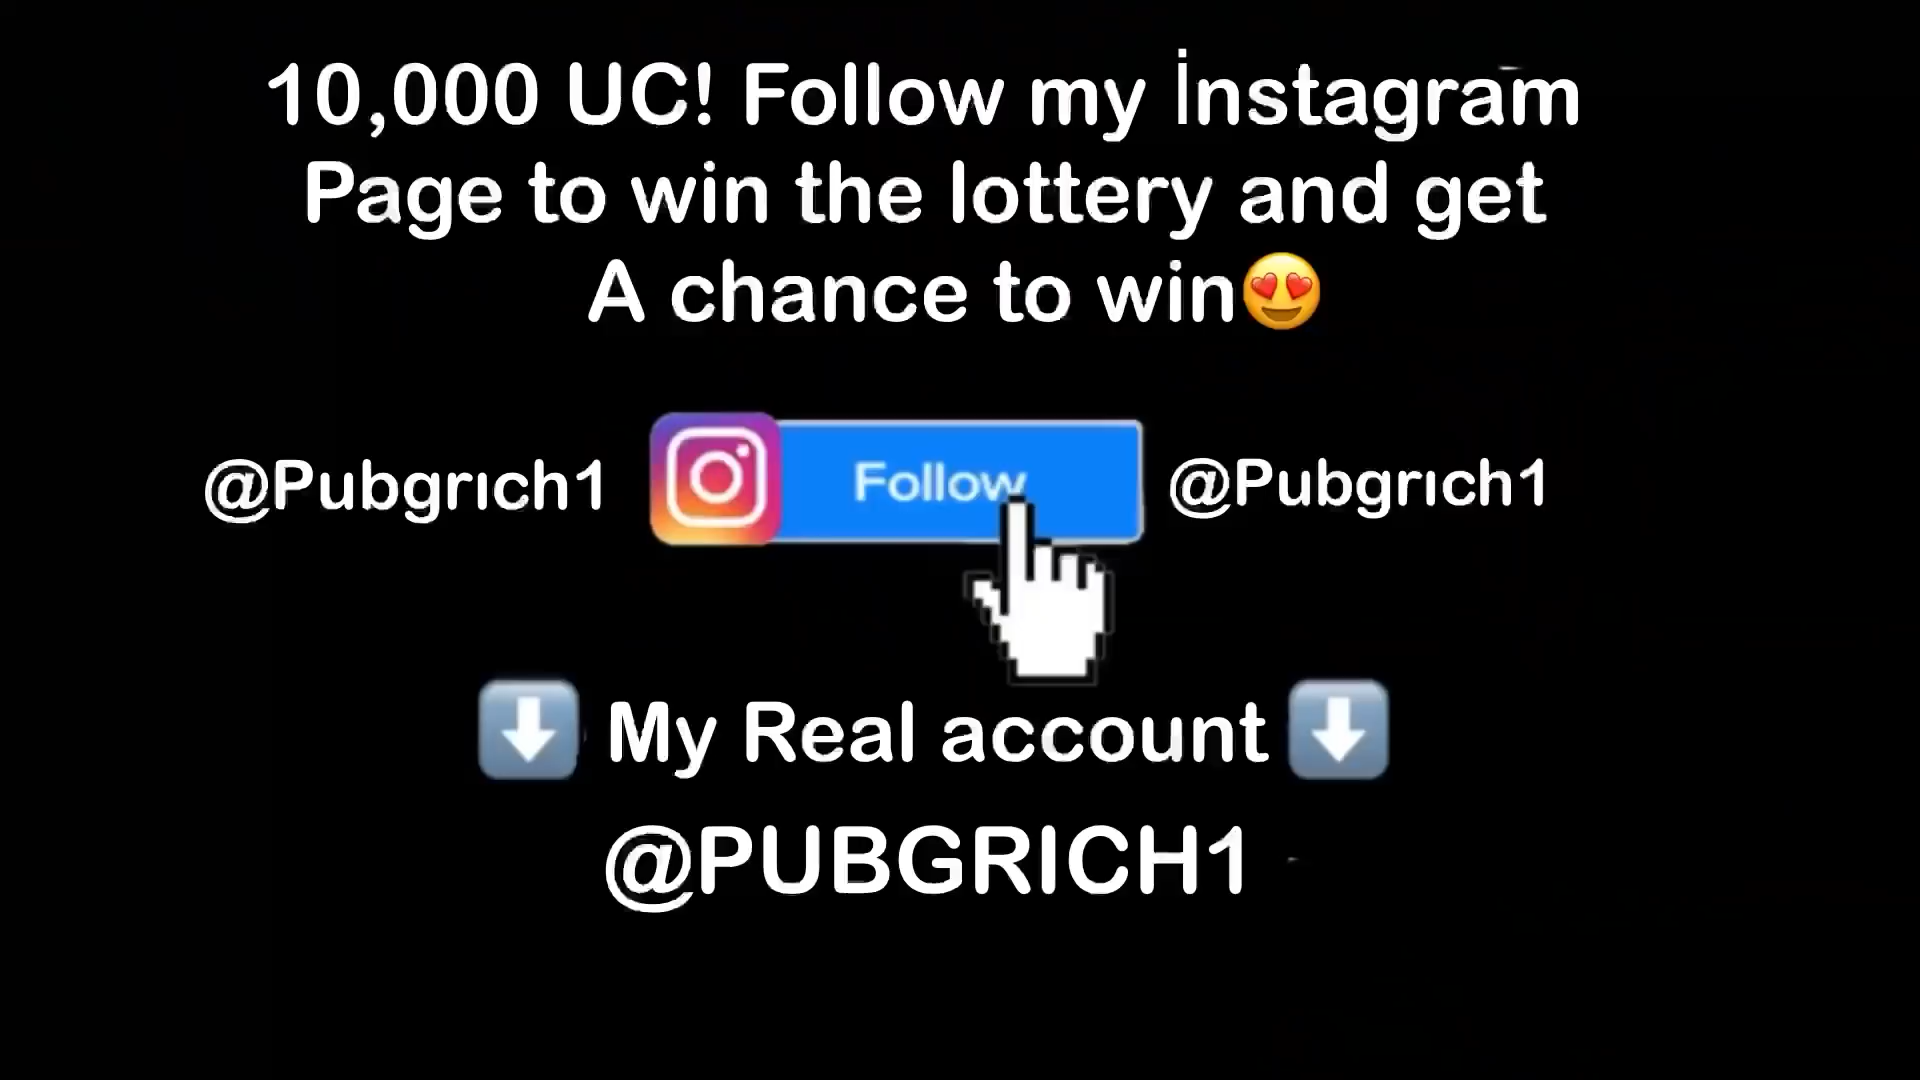 10,000 UC! Follow my İnstagram
Page to win the lottery and get
A chance to win😍
@Pubgrıch1 Follow @Pubgrıch1
⬇️ My Real account ⬇️
@PUBGRICH1